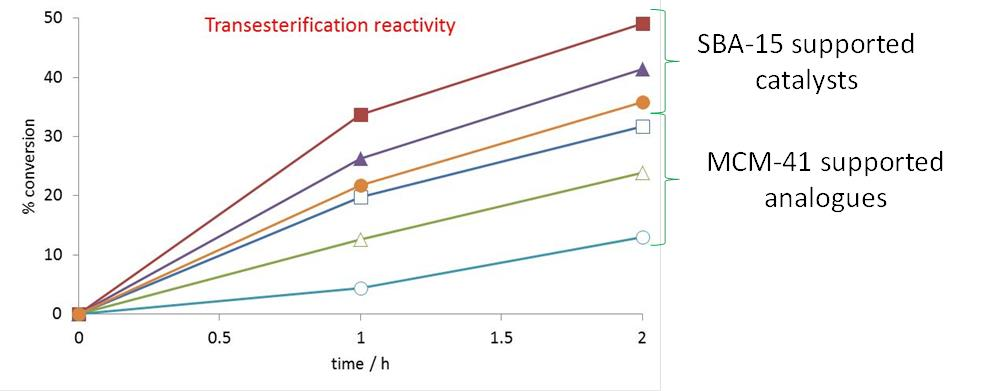 Transesterification reactivity
50
40
30
20
10
0
% conversion
0
0.5
1
1.5
2
time / h
SBA-15 supported
catalysts
MCM-41 supported
analogues